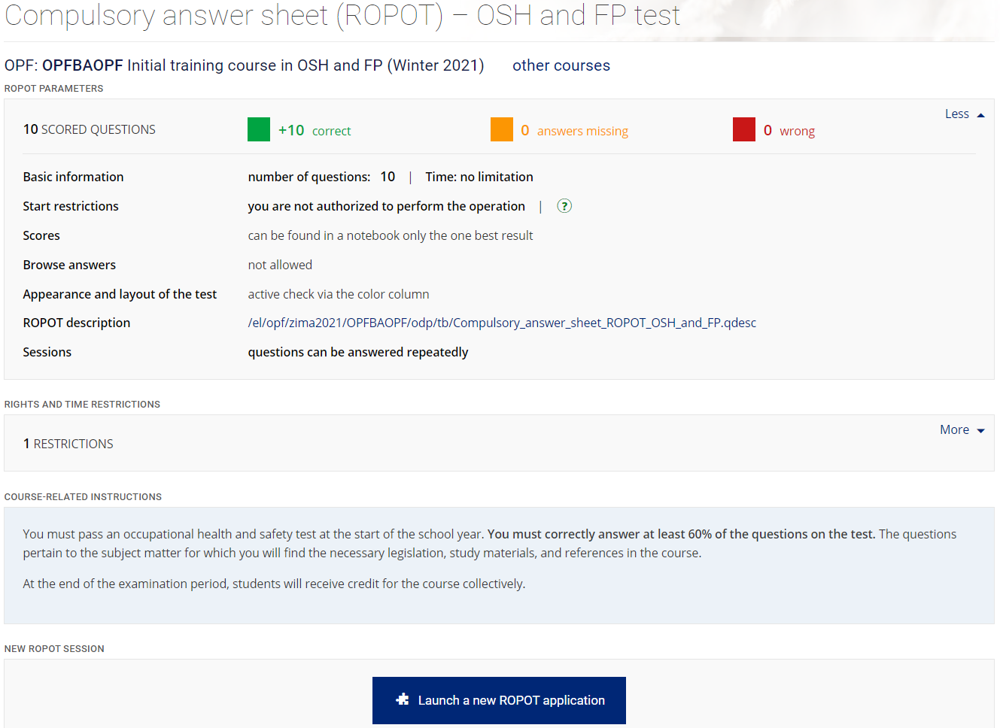 Compulsory answer sheet (ROPOT) – OSH and FP test
OPF: OPFBAOPF Initial training course in OSH and FP (Winter 2021) other courses
ROPOT PARAMETERS
Less
10 SCORED QUESTIONS +10 correct 0 answers missing 0 wrong
Basic information number of questions: 10 | Time: no limitation
Start restrictions you are not authorized to perform the operation | ?
Scores can be found in a notebook only the one best result
Browse answers not allowed
Appearance and layout of the test active check via the color column
ROPOT description /el/opf/zima2021/OPFBAOPF/odp/tb/Compulsory_answer_sheet_ROPOT_OSH_and_FP.qdesc
Sessions questions can be answered repeatedly
RIGHTS AND TIME RESTRICTIONS
More
1 RESTRICTIONS
COURSE-RELATED INSTRUCTIONS
You must pass an occupational health and safety test at the start of the school year. You must correctly answer at least 60% of the questions on the test. The questions
pertain to the subject matter for which you will find the necessary legislation, study materials, and references in the course.
At the end of the examination period, students will receive credit for the course collectively.
NEW ROPOT SESSION
Launch a new ROPOT application